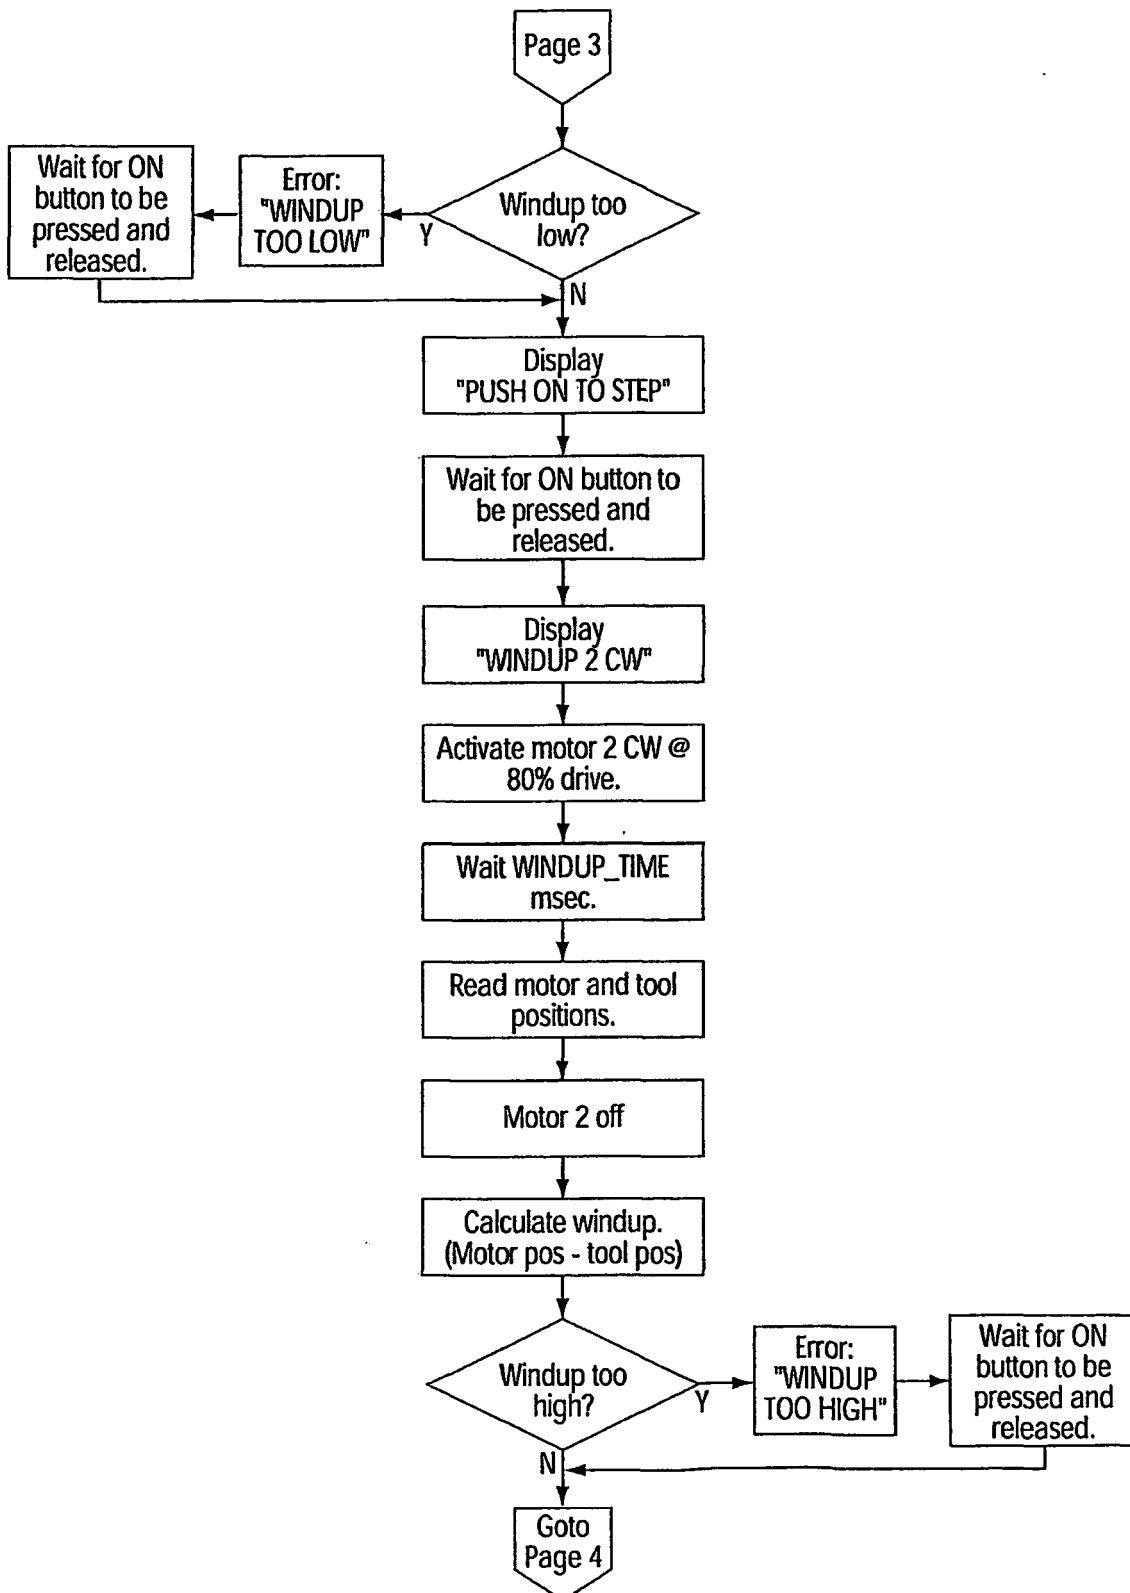 Page 3
Wait for ON
button to be
pressed and
released.
Error:
"WINDUP
TOO LOW"
Y
Windup too
low?
N
Display
"PUSH ON TO STEP"
Wait for ON button to
be pressed and
released.
Display
"WINDUP 2 CW"
Activate motor 2 CW @
80% drive.
Wait WINDUP_TIME
msec.
Read motor and tool
positions.
Motor 2 off
Calculate windup.
(Motor pos - tool pos)
Windup too
high?
Y
Error:
"WINDUP
TOO HIGH"
Wait for ON
button to be
pressed and
released.
N
Goto
Page 4